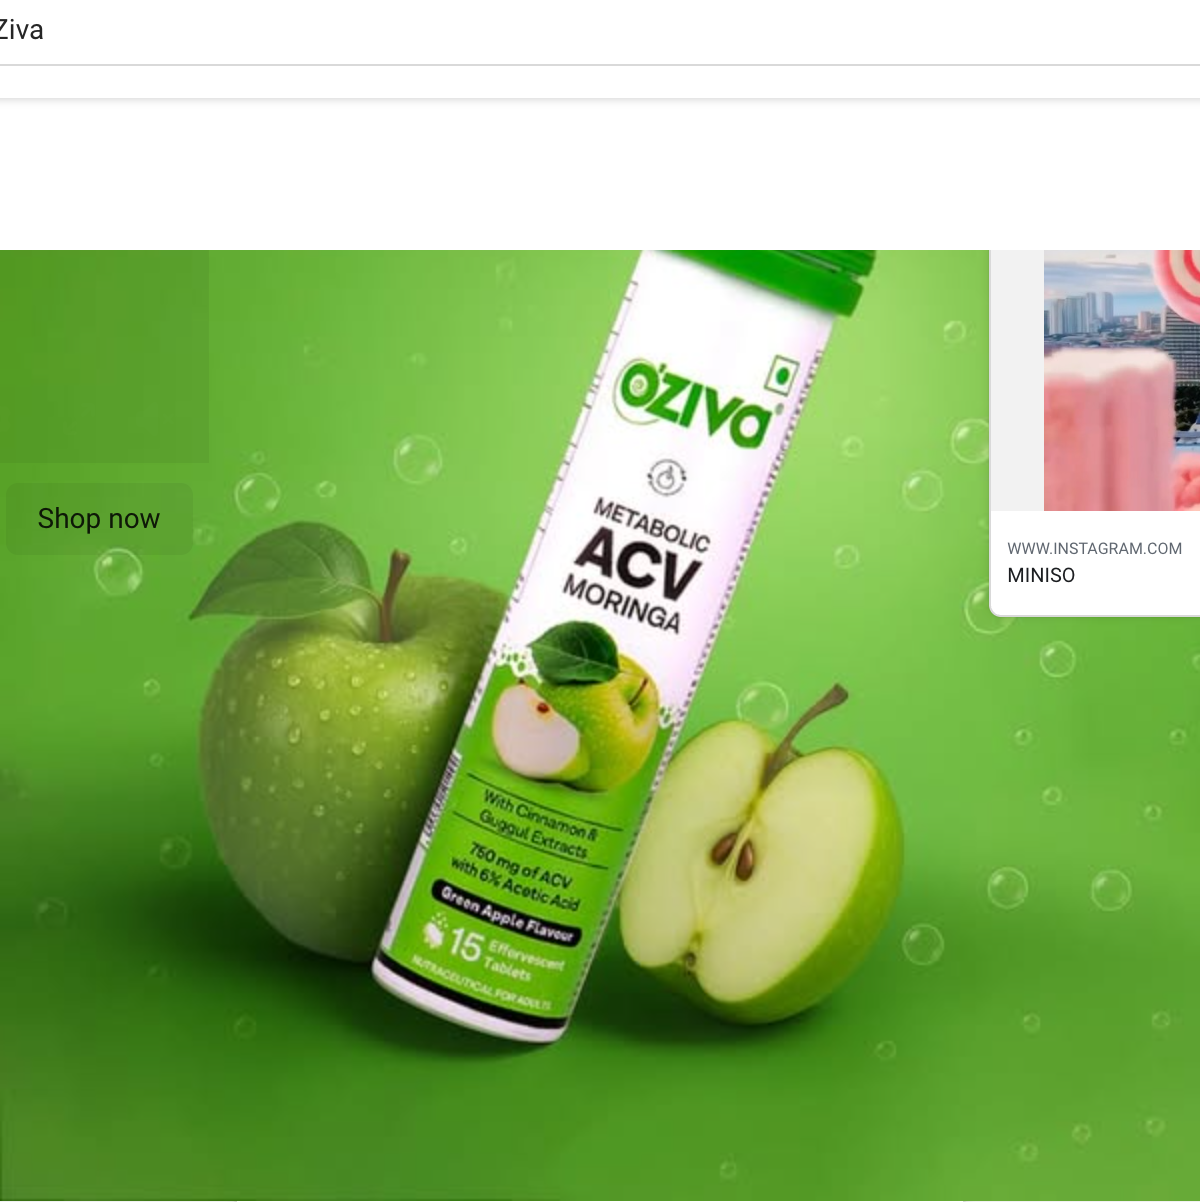 Ziva
O'ZIVA
METABOLIC
ACV
MORINGA
With Cinnamon &
Guggul Extracts
750 mg of ACV
with 6% Acetic Acid
Green Apple Flavour
15 Effervescent
Tablets
NUTRACEUTICAL FOR ADULTS
Shop now
WWW.INSTAGRAM.COM
MINISO